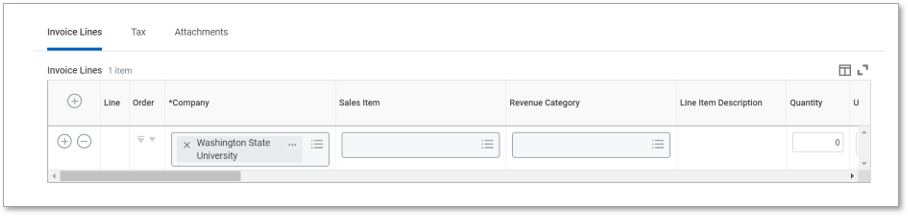 Invoice Lines Tax Attachments
Invoice Lines 1 item
Line Order *Company Sales Item Revenue Category Line Item Description Quantity U
Washington State
University
0